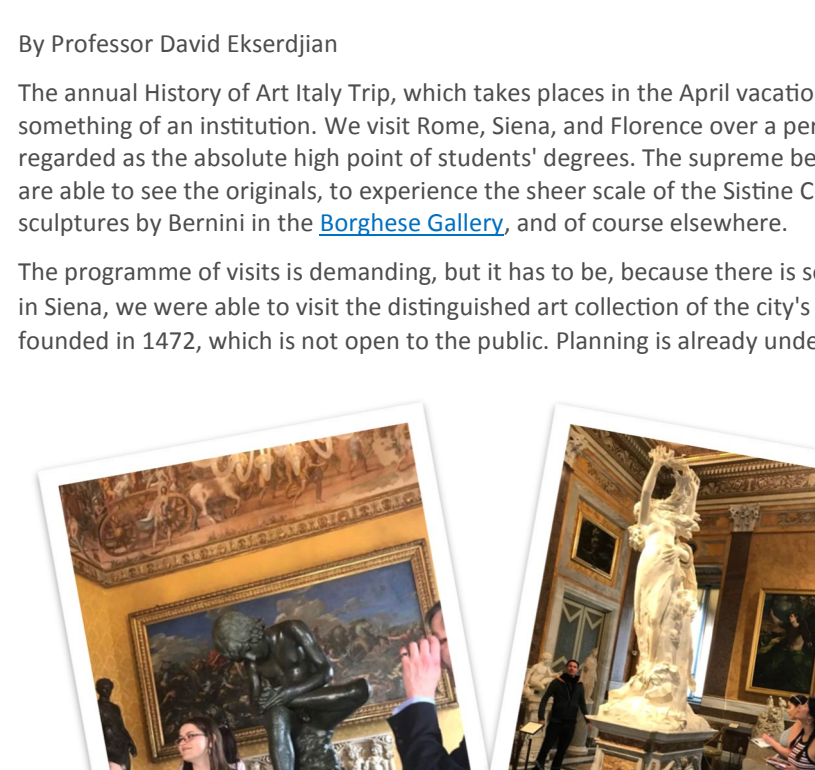 By Professor David Ekserdjian
The annual History of Art Italy Trip, which takes places in the April vacatio
something of an institution. We visit Rome, Siena, and Florence over a per
regarded as the absolute high point of students' degrees. The supreme be
are able to see the originals, to experience the sheer scale of the Sistine C
sculptures by Bernini in the Borghese Gallery, and of course elsewhere.
The programme of visits is demanding, but it has to be, because there is s
in Siena, we were able to visit the distinguished art collection of the city's
founded in 1472, which is not open to the public. Planning is already unde